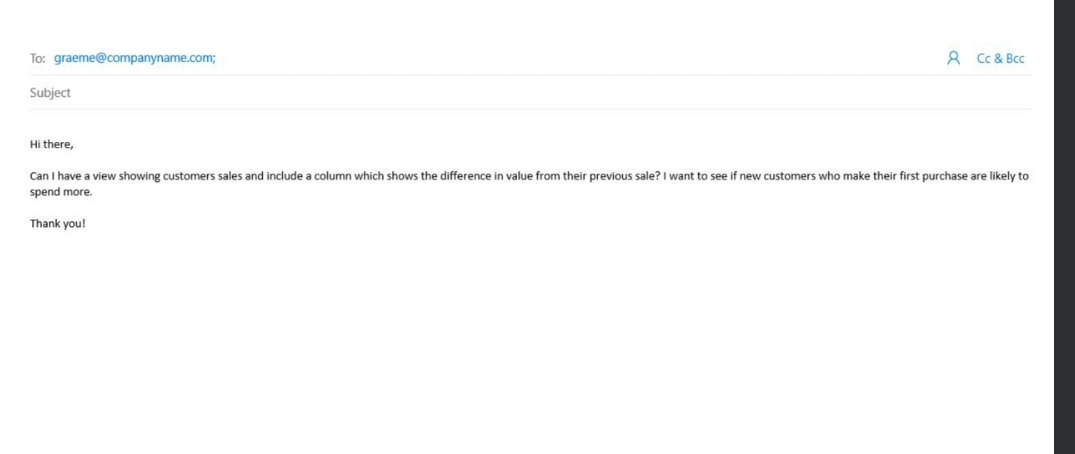 To: graeme@companyname.com;
Cc & Bcc
Subject
Hi there,
Can I have a view showing customers sales and include a column which shows the difference in value from their previous sale? I want to see if new customers who make their first purchase are likely to
spend more.
Thank you!